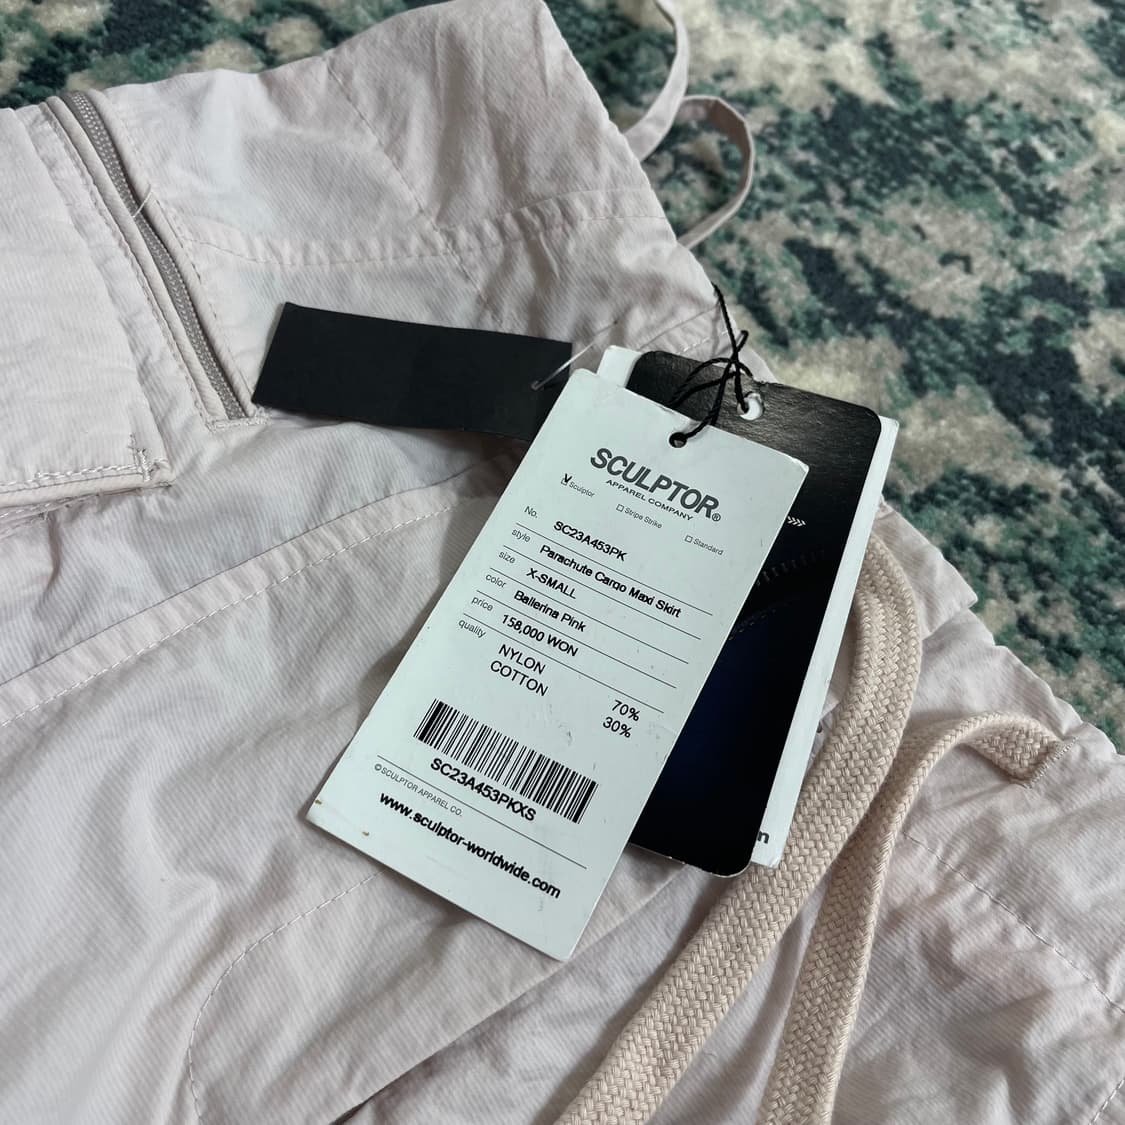 SCULPTOR®
APPAREL COMPANY
Sculptor
Stripe Strike
Standard
No. SC23A453PK
style Parachute Cargo Maxi Skirt
size X-SMALL
color Ballerina Pink
price 158,000 WON
quality NYLON 70%
COTTON 30%
SC23A453PKXS
©SCULPTOR APPAREL CO.
www.sculptor-worldwide.com
n